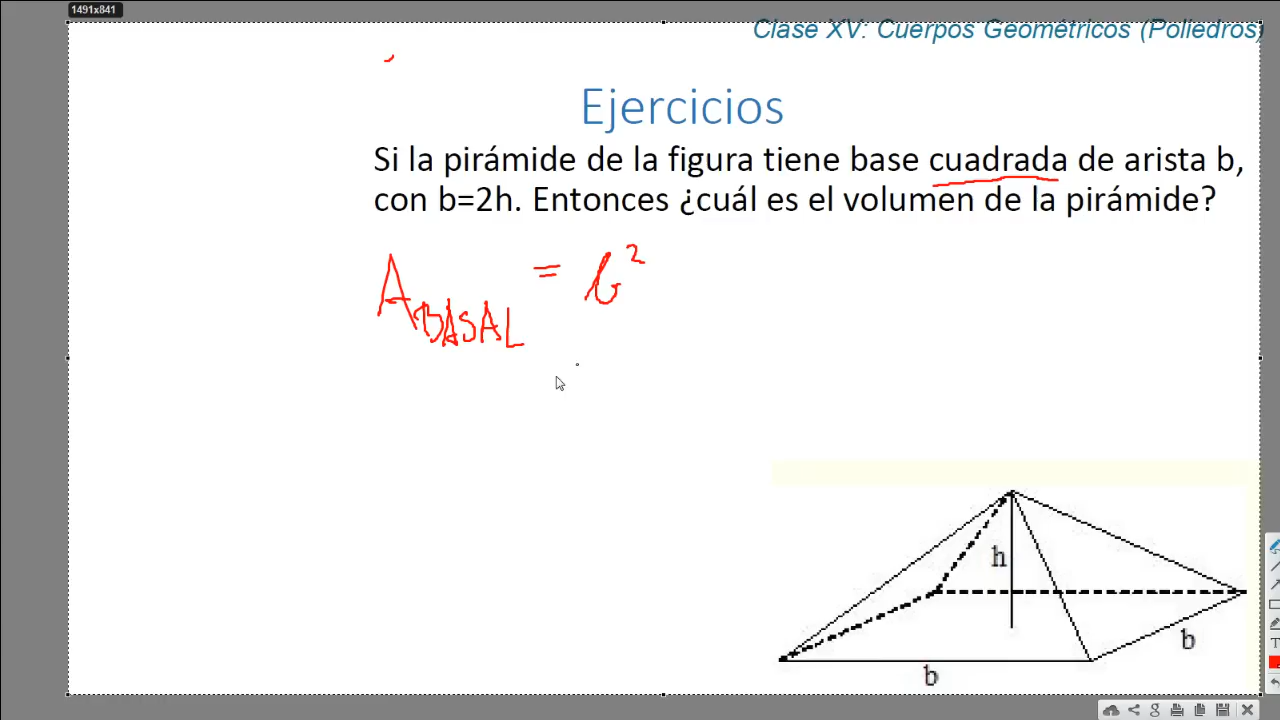 1491x841
Clase XV: Cuerpos Geométricos (Poliedros)
Ejercicios
Si la pirámide de la figura tiene base cuadrada de arista b,
con b=2h. Entonces ¿cuál es el volumen de la pirámide?
A BASAL = b²
h
b
b